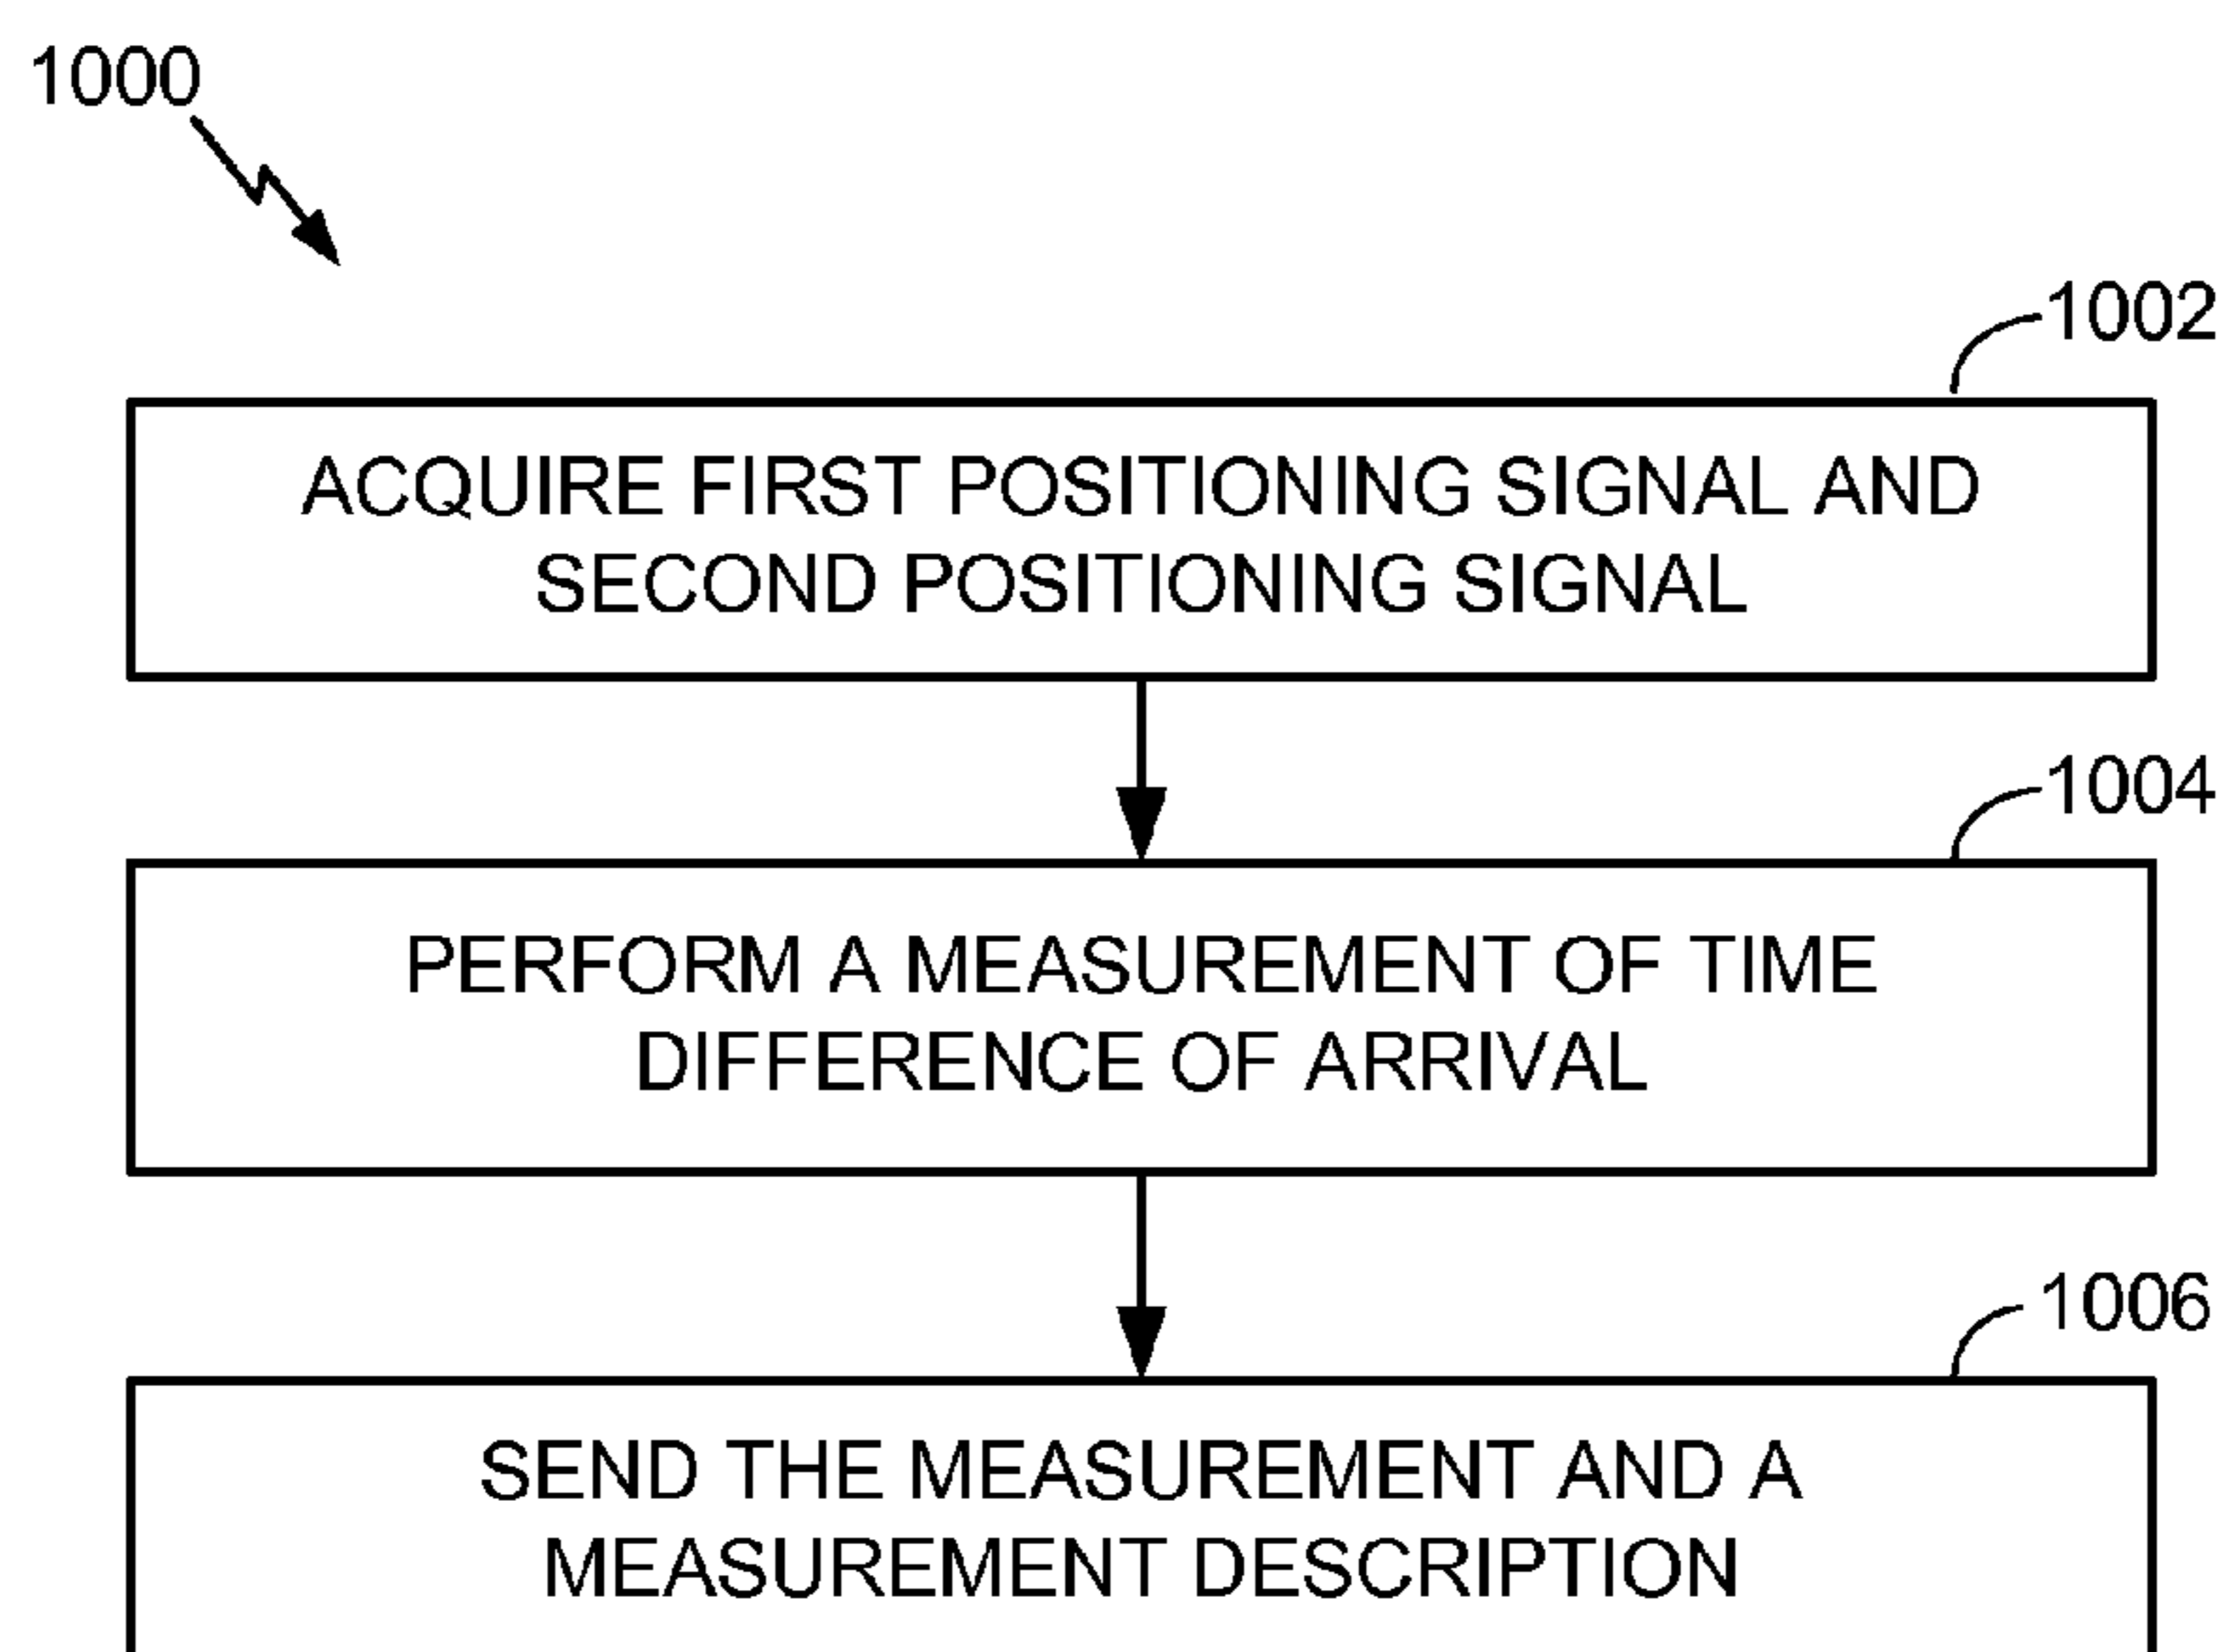 1000
1002
ACQUIRE FIRST POSITIONING SIGNAL AND
SECOND POSITIONING SIGNAL
1004
PERFORM A MEASUREMENT OF TIME
DIFFERENCE OF ARRIVAL
1006
SEND THE MEASUREMENT AND A
MEASUREMENT DESCRIPTION